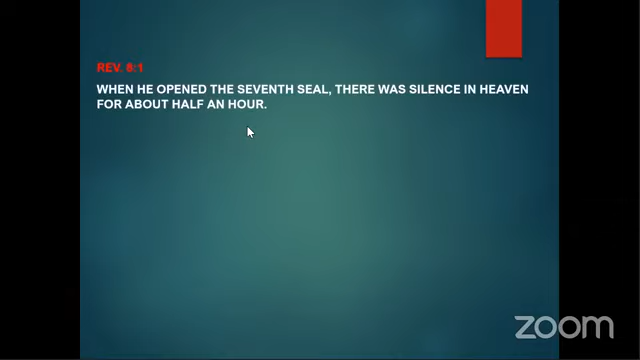 REV. 8:1
WHEN HE OPENED THE SEVENTH SEAL, THERE WAS SILENCE IN HEAVEN
FOR ABOUT HALF AN HOUR.
zoom